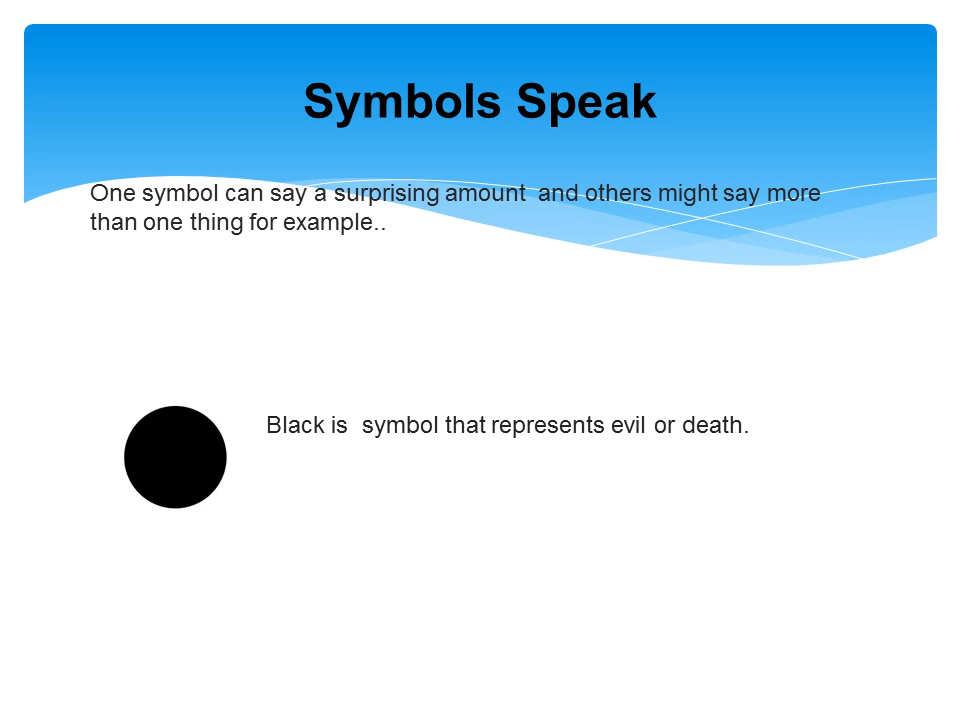 Symbols Speak
One symbol can say a surprising amount  and others might say more
than one thing for example..
Black is  symbol that represents evil or death.